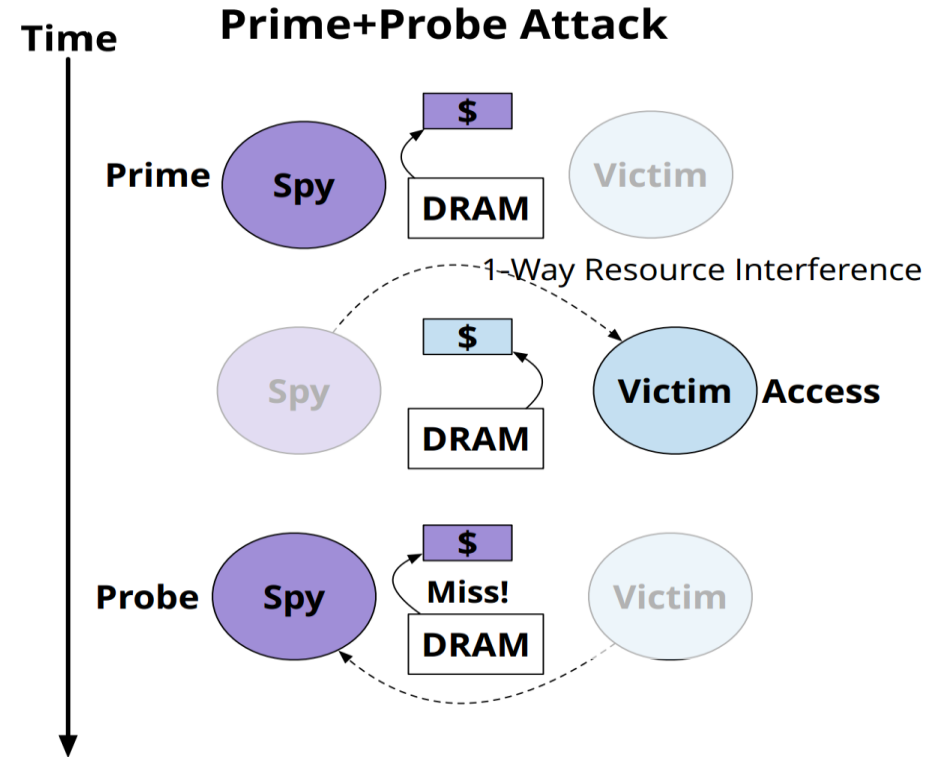 Prime+Probe Attack
Time
$
Prime
Spy
Victim
DRAM
1-Way Resource Interference
$
Spy
Victim
Access
DRAM
$
Miss!
Probe
Spy
Victim
DRAM